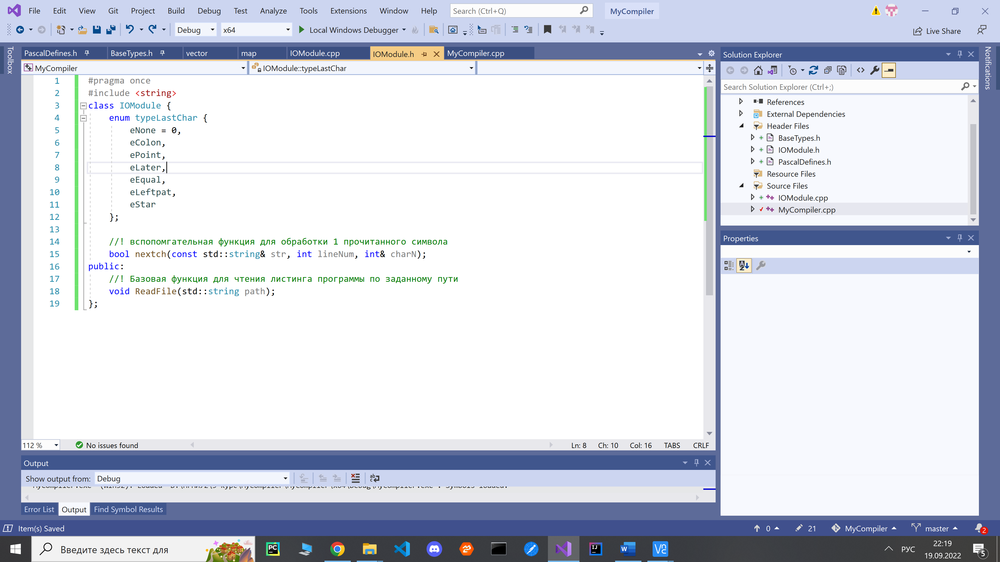 File Edit View Git Project Build Debug Test Analyze Tools Extensions Window Help Search (Ctrl+Q) MyCompiler
Debug x64 Local Windows Debugger Live Share
Toolbox
PascalDefines.h BaseTypes.h vector map IOModule.cpp IOModule.h MyCompiler.cpp
MyCompiler IOModule::typeLastChar
1 #pragma once
2 #include <string>
3 class IOModule {
4 enum typeLastChar {
5 eNone = 0,
6 eColon,
7 ePoint,
8 eLater,
9 eEqual,
10 eLeftpat,
11 eStar
12 };
13
14 //! вспопомгательная функция для обработки 1 прочитанного символа
15 bool nextch(const std::string& str, int lineNum, int& charN);
16 public:
17 //! Базовая функция для чтения листинга программы по заданному пути
18 void ReadFile(std::string path);
19 };
112 % No issues found Ln: 8 Ch: 10 Col: 16 TABS CRLF
Output
Show output from: Debug
Error List Output Find Symbol Results
Solution Explorer
Search Solution Explorer (Ctrl+;)
References
External Dependencies
Header Files
BaseTypes.h
IOModule.h
PascalDefines.h
Resource Files
Source Files
IOModule.cpp
MyCompiler.cpp
Properties
Notifications
Item(s) Saved 0 21 MyCompiler master 2
Введите здесь текст для
РУС
22:19
19.09.2022
5